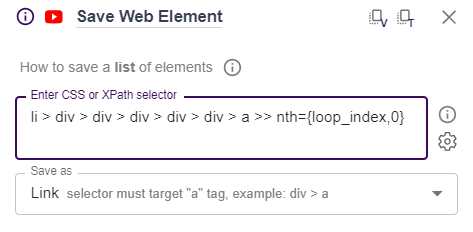 Save Web Element
V
T
How to save a list of elements
Enter CSS or XPath selector
li > div > div > div > div > div > a >> nth={loop_index,0}
Save as
Link selector must target "a" tag, example: div > a